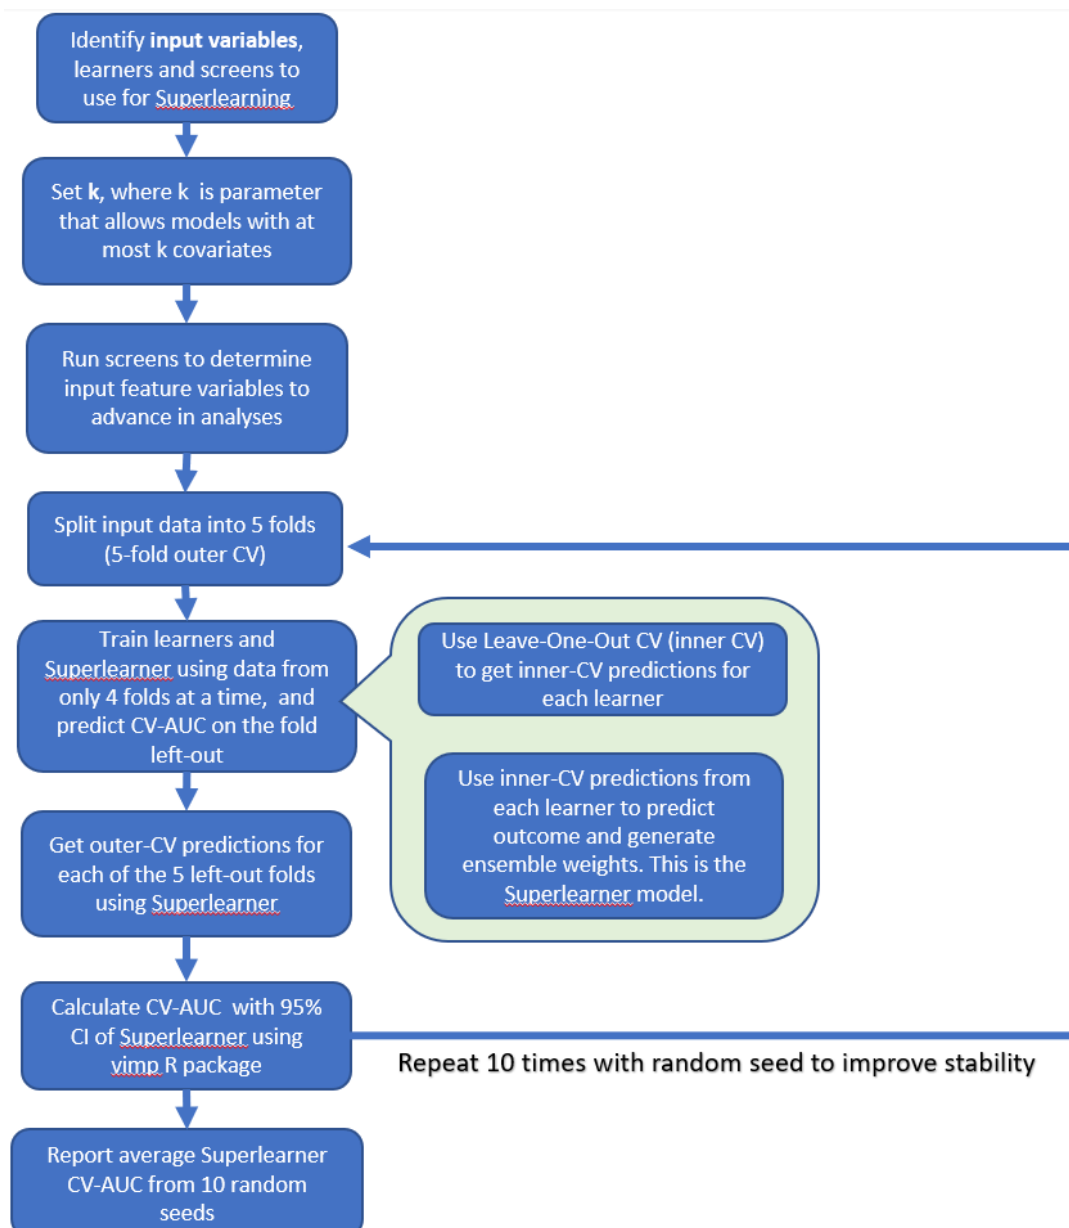 Identify input variables,
learners and screens to
use for Superlearning
Set k, where k is parameter
that allows models with at
most k covariates
Run screens to determine
input feature variables to
advance in analyses
Split input data into 5 folds
(5-fold outer CV)
Train learners and
Superlearner using data from
only 4 folds at a time, and
predict CV-AUC on the fold
left-out
Use Leave-One-Out CV (inner CV)
to get inner-CV predictions for
each learner
Use inner-CV predictions from
each learner to predict
outcome and generate
ensemble weights. This is the
Superlearner model.
Get outer-CV predictions for
each of the 5 left-out folds
using Superlearner
Calculate CV-AUC with 95%
CI of Superlearner using
vimp R package
Repeat 10 times with random seed to improve stability
Report average Superlearner
CV-AUC from 10 random
seeds